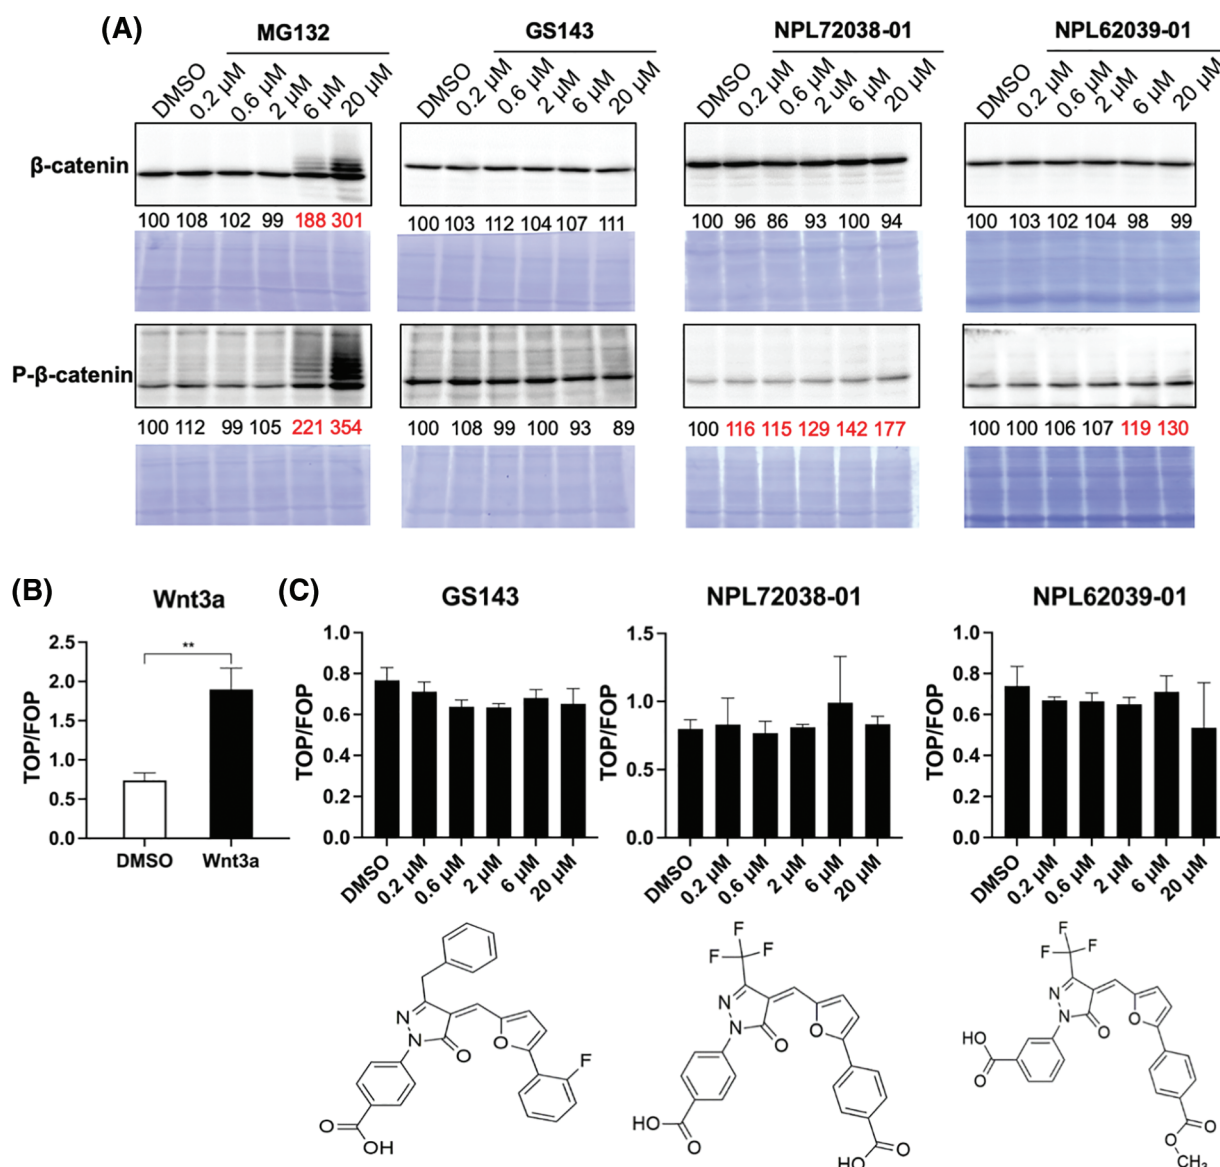 (A)
MG132 GS143 NPL72038-01 NPL62039-01
DMSO 0.2 µM 0.6 µM 2 µM 6 µM 20 µM DMSO 0.2 µM 0.6 µM 2 µM 6 µM 20 µM DMSO 0.2 µM 0.6 µM 2 uM 6 µM 20 µM DMSO 0.2 µM 0.6 µM 2 µM 6 µM 20 µM
β-catenin
100 108 102 99 188 301 100 103 112 104 107 111 100 96 86 93 100 94 100 103 102 104 98 99
P-β-catenin
100 112 99 105 221 354 100 108 99 100 93 89 100 116 115 129 142 177 100 100 106 107 119 130
(B)
Wnt3a
TOP/FOP
2.5
2.0
1.5
1.0
0.5
0.0
**
DMSO Wnt3a
(C)
GS143
TOP/FOP
1.0
0.8
0.6
0.4
0.2
0.0
DMSO 0.2 µM 0.6 µM 2 µM 6 µM 20 µM
NPL72038-01
TOP/FOP
1.5
1.0
0.5
0.0
DMSO 0.2 µM 0.6 µM 2 µM 6 µM 20 µM
NPL62039-01
TOP/FOP
1.0
0.8
0.6
0.4
0.2
0.0
DMSO 0.2 µM 0.6 µM 2 µM 6 µM 20 µM
N
N
O
O
F
O
OH
F
F
F
N
N
O
O
HO
O
O
HO
F
F
F
N
N
O
O
HO
O
O
O
CH₃